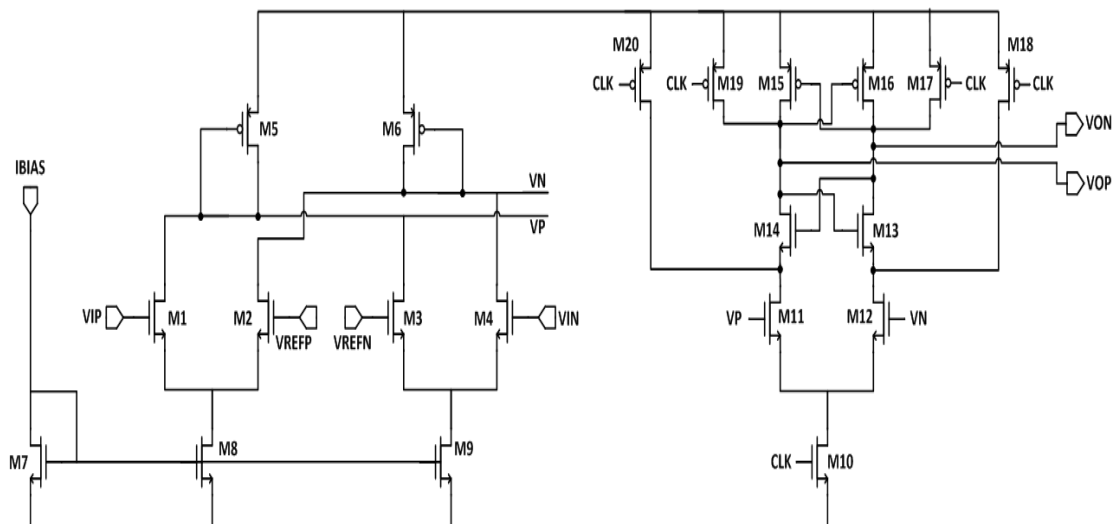 M20
M18
CLK
CLK
M19
M15
M16
M17
CLK
CLK
M5
M6
VON
IBIAS
VN
VOP
VP
M14
M13
VIP
M1
M2
VREFP
VREFN
M3
M4
VIN
VP
M11
M12
VN
M7
M8
M9
CLK
M10